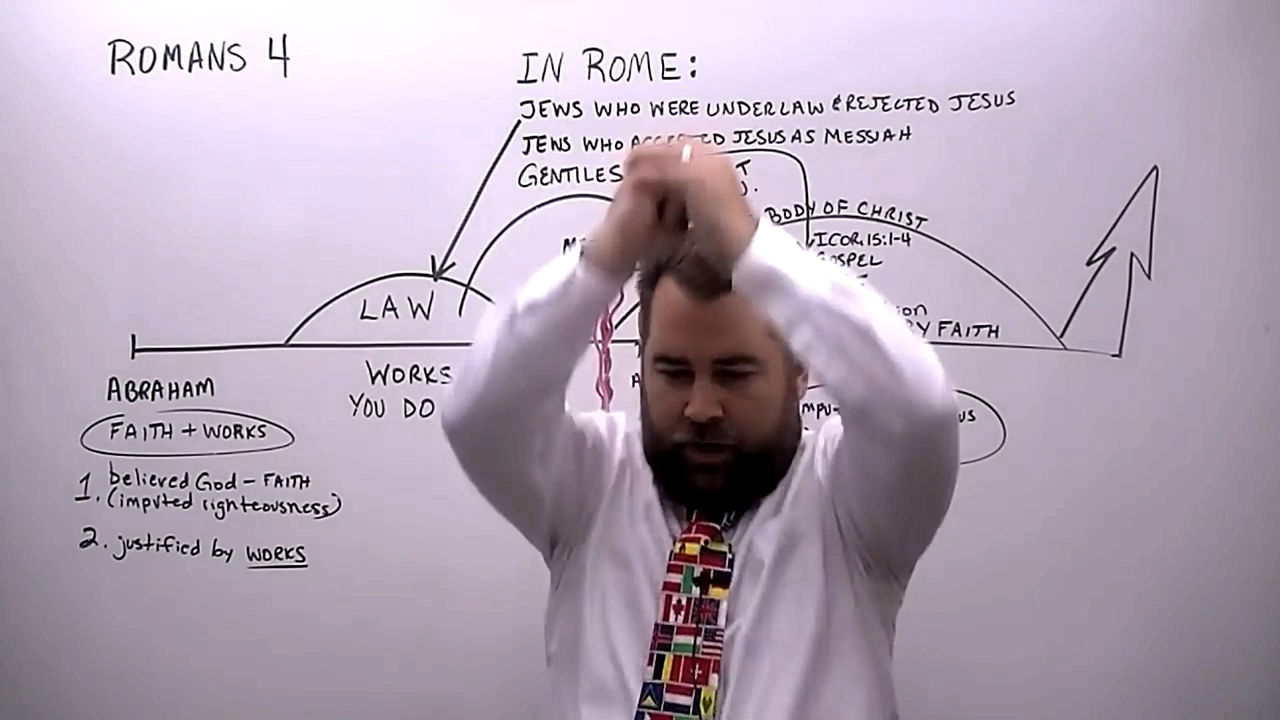 ROMANS 4
IN ROME:
JEWS WHO WERE UNDER LAW & REJECTED JESUS
JEWS WHO ACCEPTED JESUS AS MESSIAH
GENTILES
BODY OF CHRIST
I COR. 15:1-4
LAW
BY FAITH
ABRAHAM
WORKS
YOU DO
FAITH + WORKS
1. believed God - FAITH
(imputed righteousness)
2. justified by WORKS